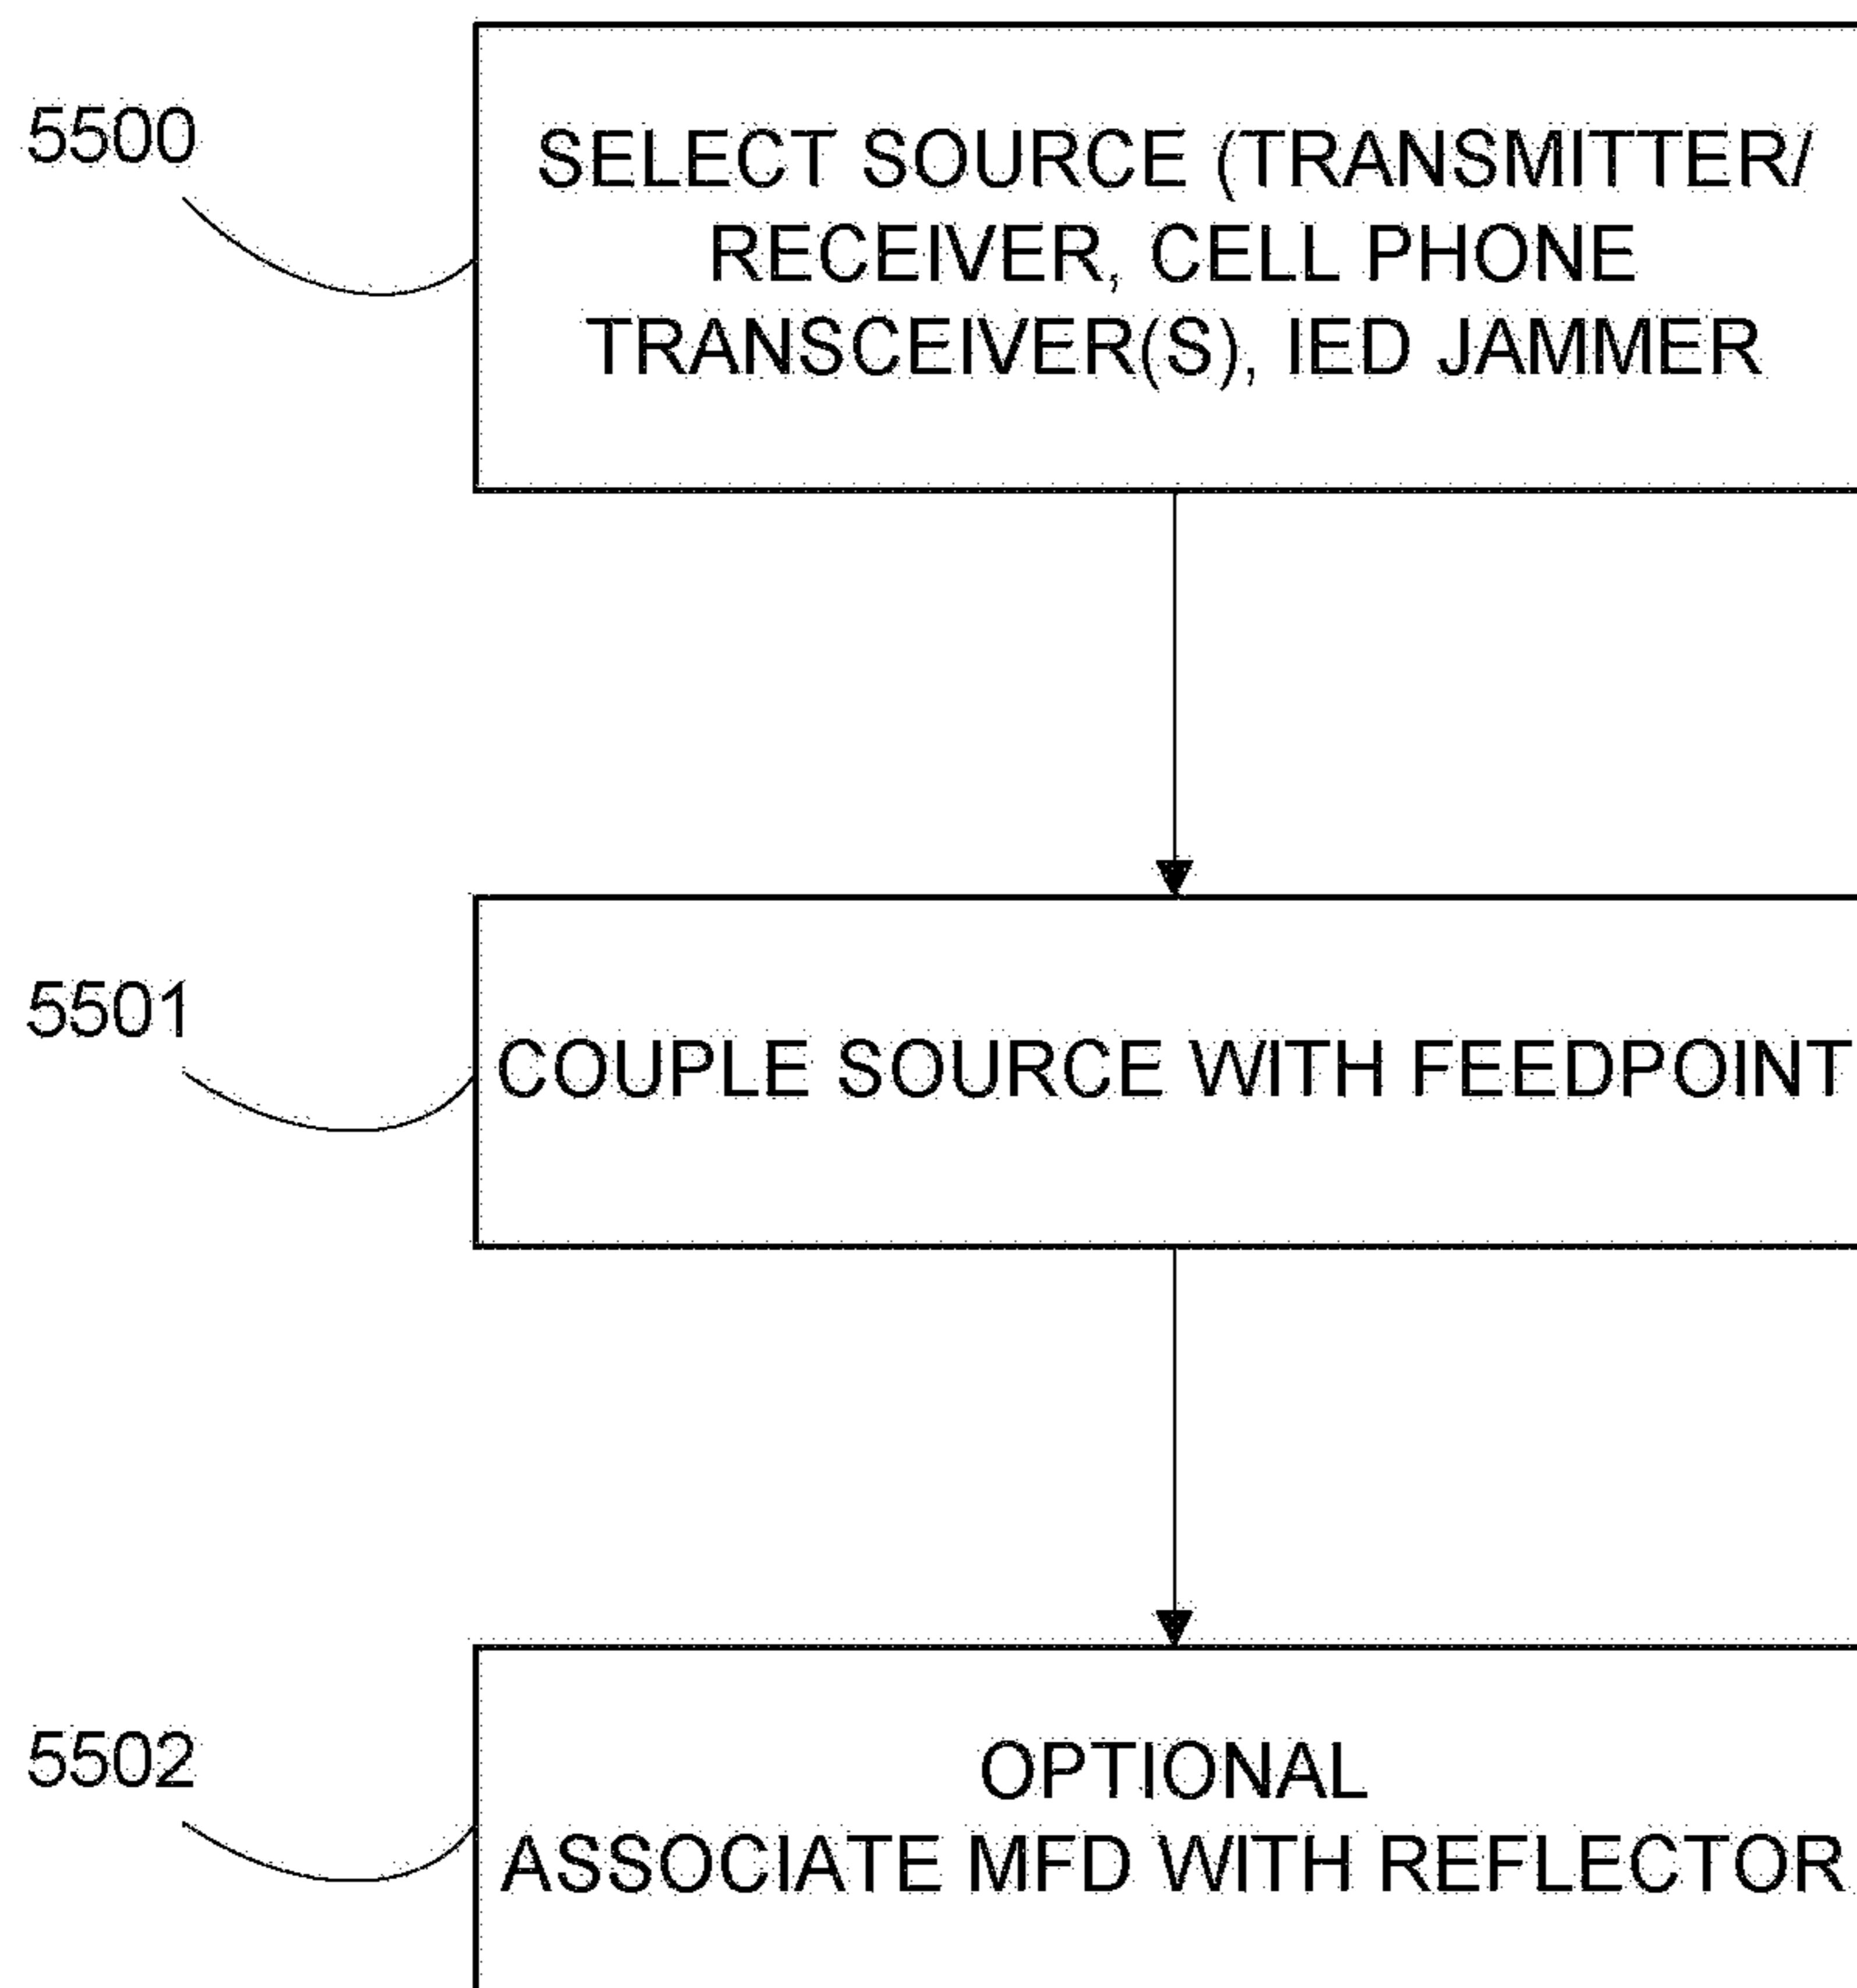 5500
SELECT SOURCE (TRANSMITTER/
RECEIVER, CELL PHONE
TRANSCEIVER(S), IED JAMMER
5501
COUPLE SOURCE WITH FEEDPOINT
5502
OPTIONAL
ASSOCIATE MFD WITH REFLECTOR